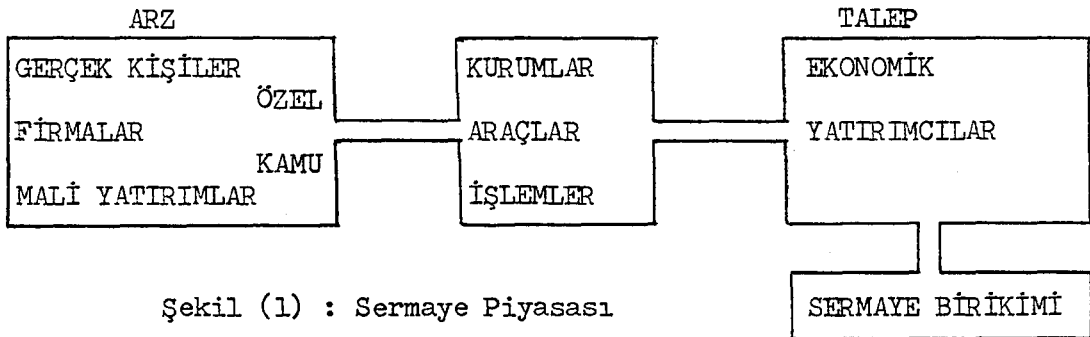 ARZ
GERÇEK KİŞİLER
ÖZEL
FİRMALAR
KAMU
MALİ YATIRIMLAR
KURUMLAR
ARAÇLAR
İŞLEMLER
TALEP
EKONOMİK
YATIRIMCILAR
SERMAYE BİRİKİMİ
Şekil (1) : Sermaye Piyasası